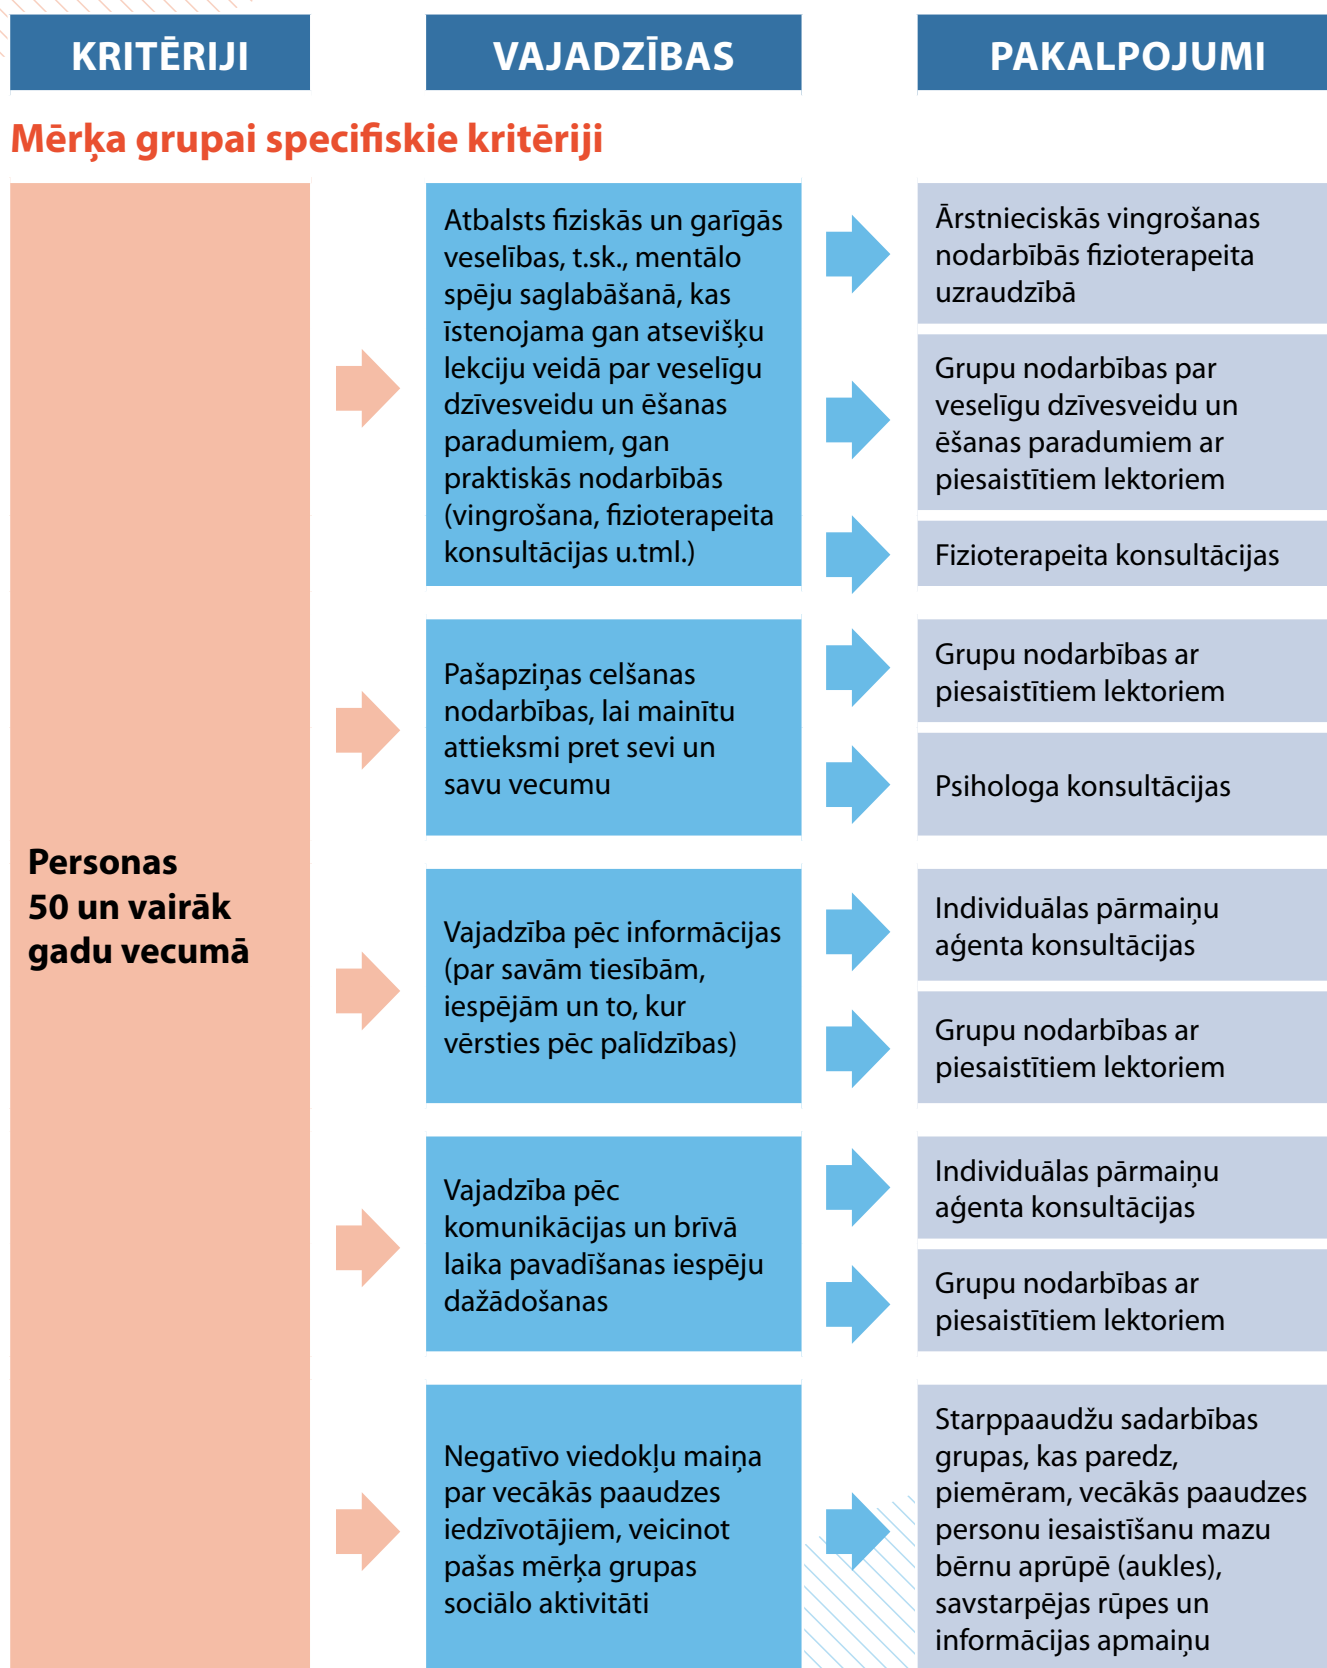 KRITĒRIJI
VAJADZĪBAS
PAKALPOJUMI
Mērķa grupai specifiskie kritēriji
Personas
50 un vairāk
gadu vecumā
Atbalsts fiziskās un garīgās
veselības, t.sk., mentālo
spēju saglabāšanā, kas
īstenojama gan atsevišķu
lekciju veidā par veselīgu
dzīvesveidu un ēšanas
paradumiem, gan
praktiskās nodarbībās
(vingrošana, fizioterapeita
konsultācijas u.tml.)
Ārstnieciskās vingrošanas
nodarbībās fizioterapeita
uzraudzībā
Grupu nodarbības par
veselīgu dzīvesveidu un
ēšanas paradumiem ar
piesaistītiem lektoriem
Fizioterapeita konsultācijas
Pašapziņas celšanas
nodarbības, lai mainītu
attieksmi pret sevi un
savu vecumu
Grupu nodarbības ar
piesaistītiem lektoriem
Psihologa konsultācijas
Vajadzība pēc informācijas
(par savām tiesībām,
iespējām un to, kur
vērsties pēc palīdzības)
Individuālas pārmaiņu
aģenta konsultācijas
Grupu nodarbības ar
piesaistītiem lektoriem
Vajadzība pēc
komunikācijas un brīvā
laika pavadīšanas iespēju
dažādošanas
Individuālas pārmaiņu
aģenta konsultācijas
Grupu nodarbības ar
piesaistītiem lektoriem
Negatīvo viedokļu maiņa
par vecākās paaudzes
iedzīvotājiem, veicinot
pašas mērķa grupas
sociālo aktivitāti
Starppaaudžu sadarbības
grupas, kas paredz,
piemēram, vecākās paaudzes
personu iesaistīšanu mazu
bērnu aprūpē (aukles),
savstarpējas rūpes un
informācijas apmaiņu